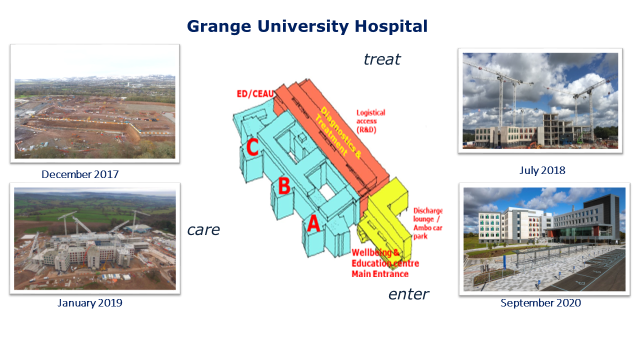 Grange University Hospital
treat
ED/CEAU
Logistical
access
(R&D)
Diagnostics &
Treatment
December 2017
July 2018
C
B
A
care
Discharge
lounge /
Ambo car
park
Wellbeing &
Education centre
Main Entrance
enter
January 2019
September 2020